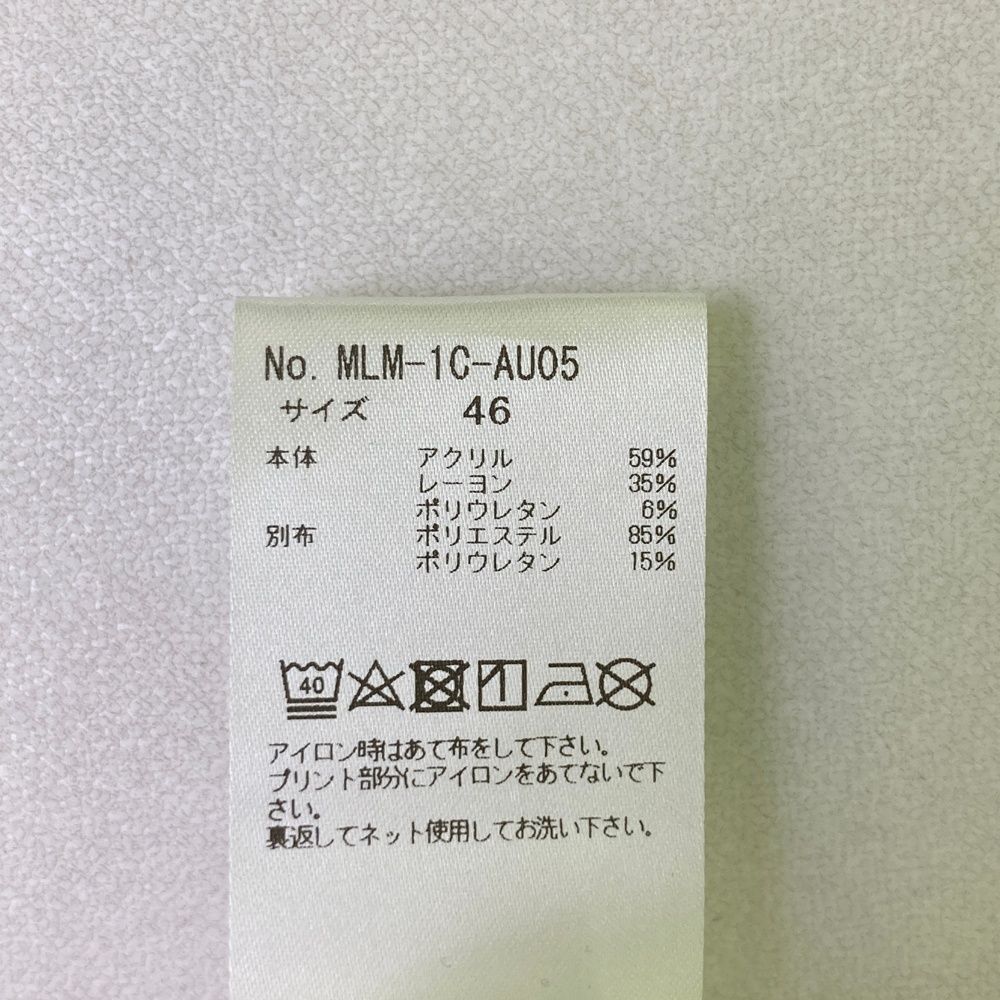 No. MLM-1C-AU05
サイズ 46
本体 アクリル 59%
レーヨン 35%
ポリウレタン 6%
別布 ポリエステル 85%
ポリウレタン 15%
40
アイロン時はあて布をして下さい。
プリント部分にアイロンをあてないで下
さい。
裏返してネット使用してお洗い下さい。